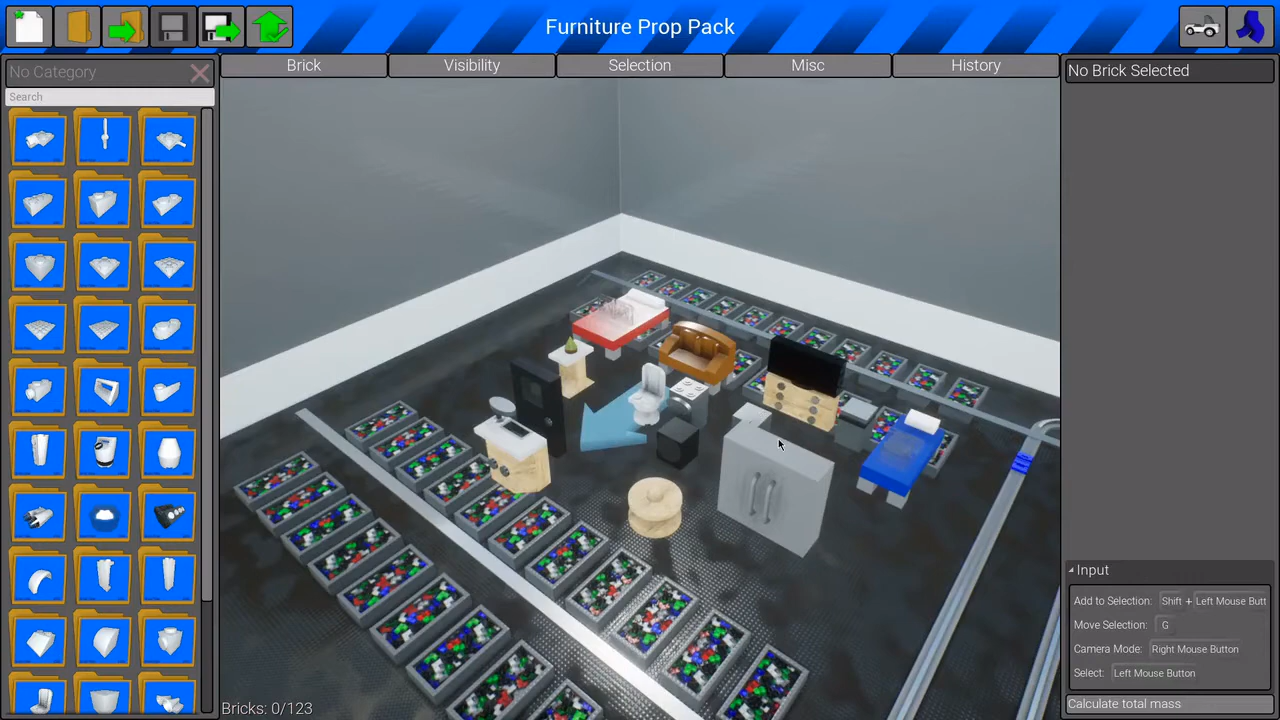 Furniture Prop Pack
No Category
Search
Brick
Visibility
Selection
Misc
History
No Brick Selected
Input
Add to Selection: Shift + Left Mouse Butt
Move Selection: G
Camera Mode: Right Mouse Button
Select: Left Mouse Button
Calculate total mass
Bricks: 0/123